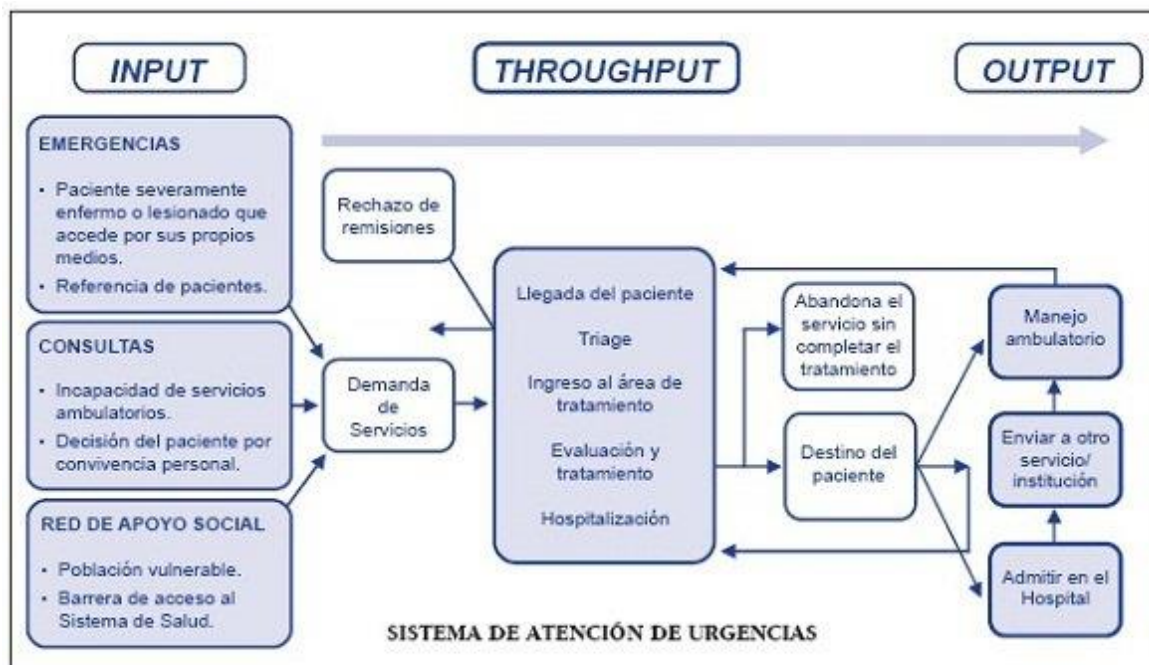 INPUT
THROUGHPUT
OUTPUT
EMERGENCIAS
• Paciente severamente
enfermo o lesionado que
accede por sus propios
medios.
• Referencia de pacientes.
CONSULTAS
• Incapacidad de servicios
ambulatorios.
• Decisión del paciente por
convivencia personal.
RED DE APOYO SOCIAL
• Población vulnerable.
• Barrera de acceso al
Sistema de Salud.
Rechazo de
remisiones
Demanda
de
Servicios
Llegada del paciente
Triage
Ingreso al área de
tratamiento
Evaluación y
tratamiento
Hospitalización
Abandona el
servicio sin
completar el
tratamiento
Destino del
paciente
Manejo
ambulatorio
Enviar a otro
servicio/
institución
Admitir en el
Hospital
SISTEMA DE ATENCIÓN DE URGENCIAS